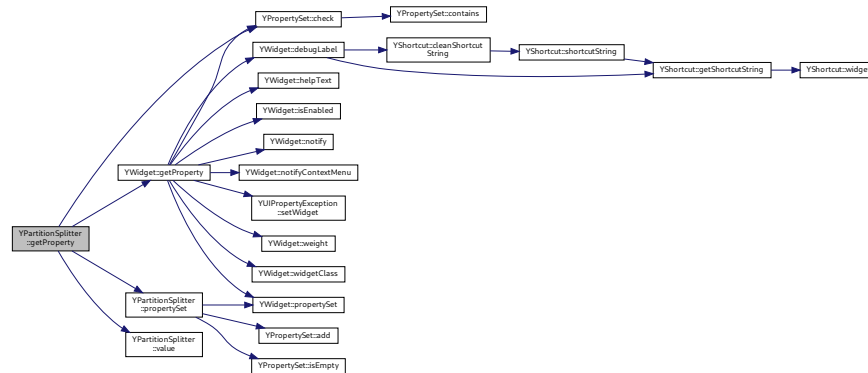 YPropertySet::check
YPropertySet::contains
YWidget::debugLabel
YShortcut::cleanShortcut
String
YShortcut::shortcutString
YShortcut::getShortcutString
YShortcut::widge
YWidget::helpText
YWidget::isEnabled
YWidget::notify
YWidget::getProperty
YWidget::notifyContextMenu
YUIPropertyException
::setWidget
YPartitionSplitter
::getProperty
YWidget::weight
YWidget::widgetClass
YPartitionSplitter
::propertySet
YWidget::propertySet
YPropertySet::add
YPartitionSplitter
::value
YPropertySet::isEmpty